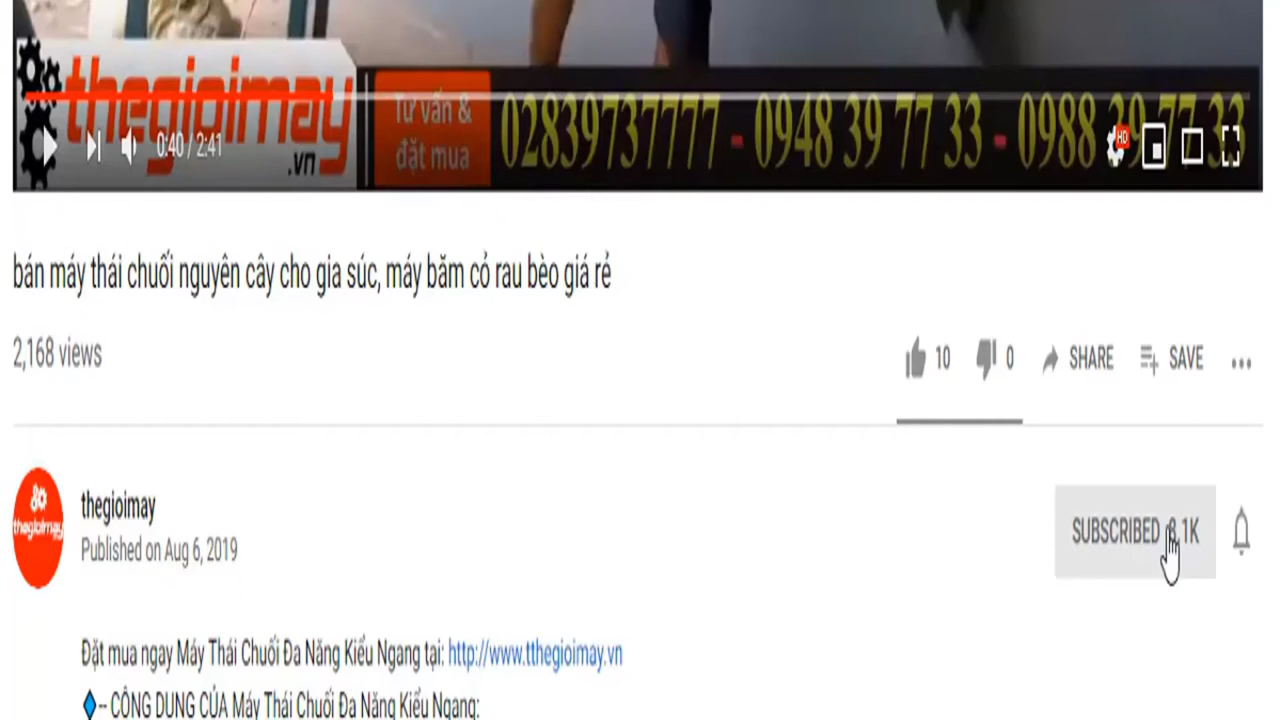 thegioimay
.vn
Tư vấn &
đặt mua
02839737777 - 0948 39 77 33 - 0988 39 77 33
HD
0:40 / 2:41
bán máy thái chuối nguyên cây cho gia súc, máy băm cỏ rau bèo giá rẻ
2,168 views
10
0
SHARE
SAVE
thegioimay
thegioimay
Published on Aug 6, 2019
SUBSCRIBED
.1K
Đặt mua ngay Máy Thái Chuối Đa Năng Kiểu Ngang tại: http://www.tthegioimay.vn
-- CÔNG DỤNG CỦA Máy Thái Chuối Đa Năng Kiểu Ngang: